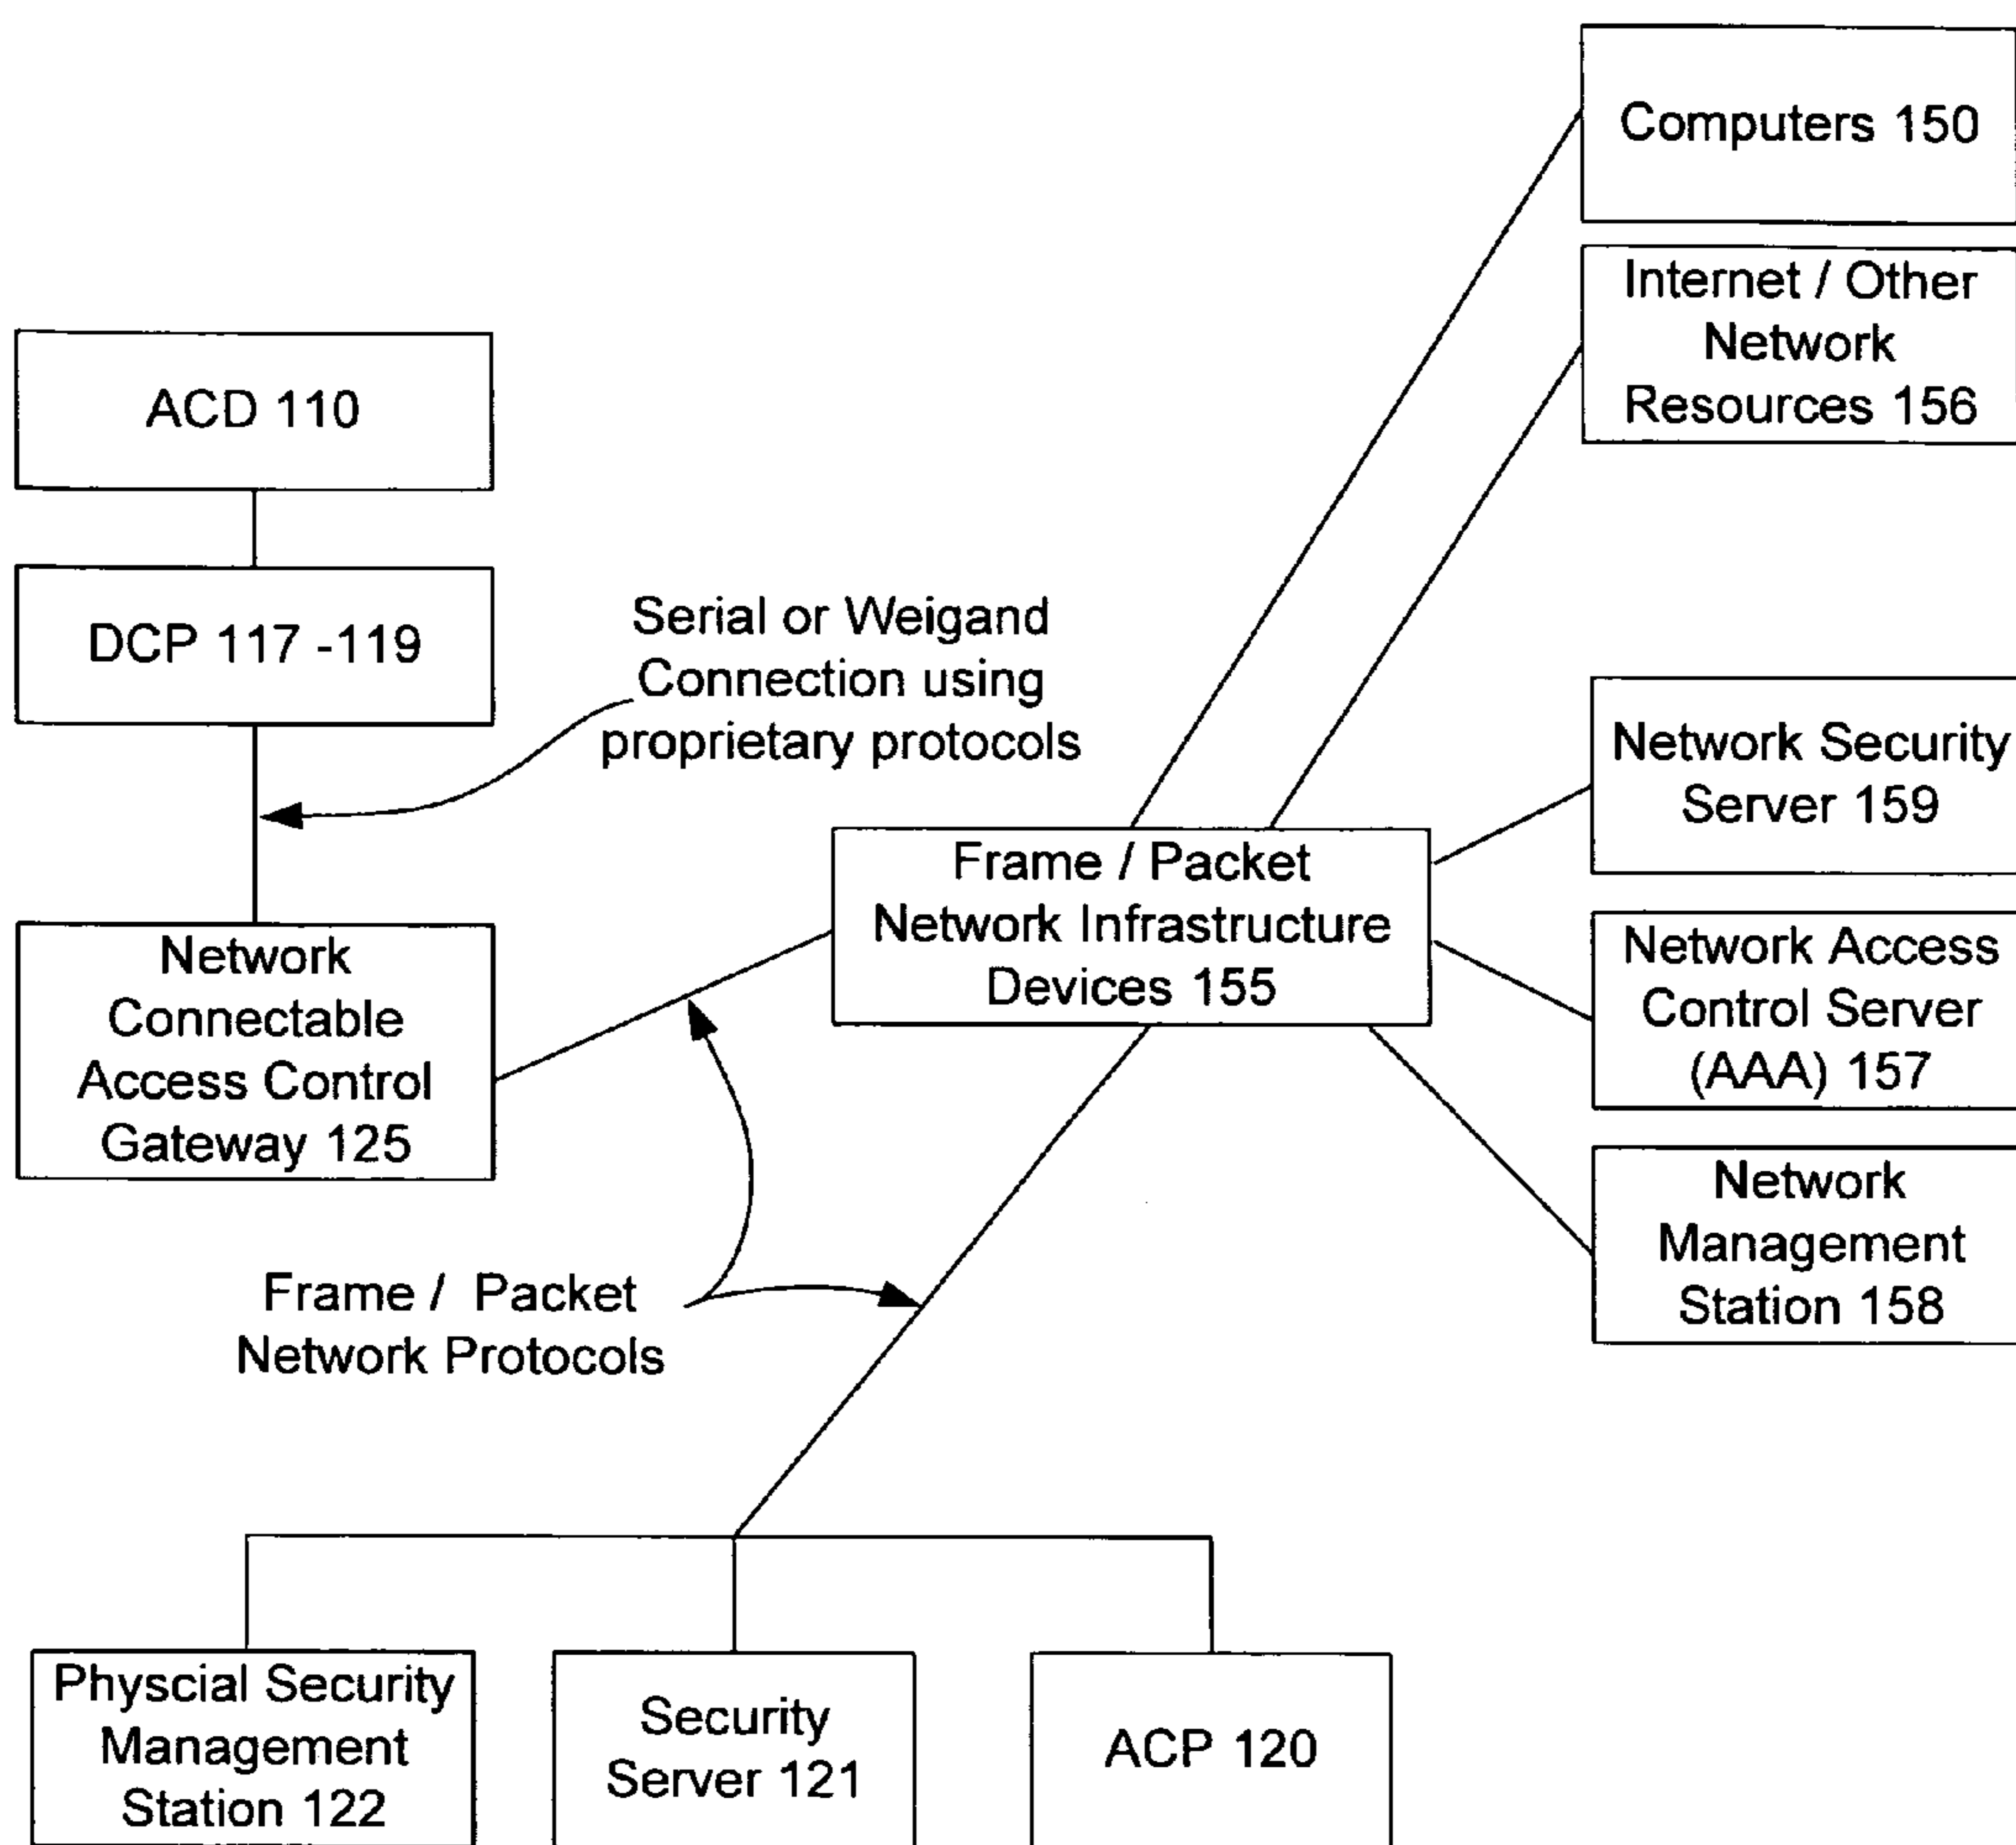 Computers 150
Internet / Other
Network
Resources 156
ACD 110
DCP 117 -119
Serial or Weigand
Connection using
proprietary protocols
Network Security
Server 159
Frame / Packet
Network Infrastructure
Devices 155
Network Access
Control Server
(AAA) 157
Network
Connectable
Access Control
Gateway 125
Network
Management
Station 158
Frame / Packet
Network Protocols
Physcial Security
Management
Station 122
Security
Server 121
ACP 120